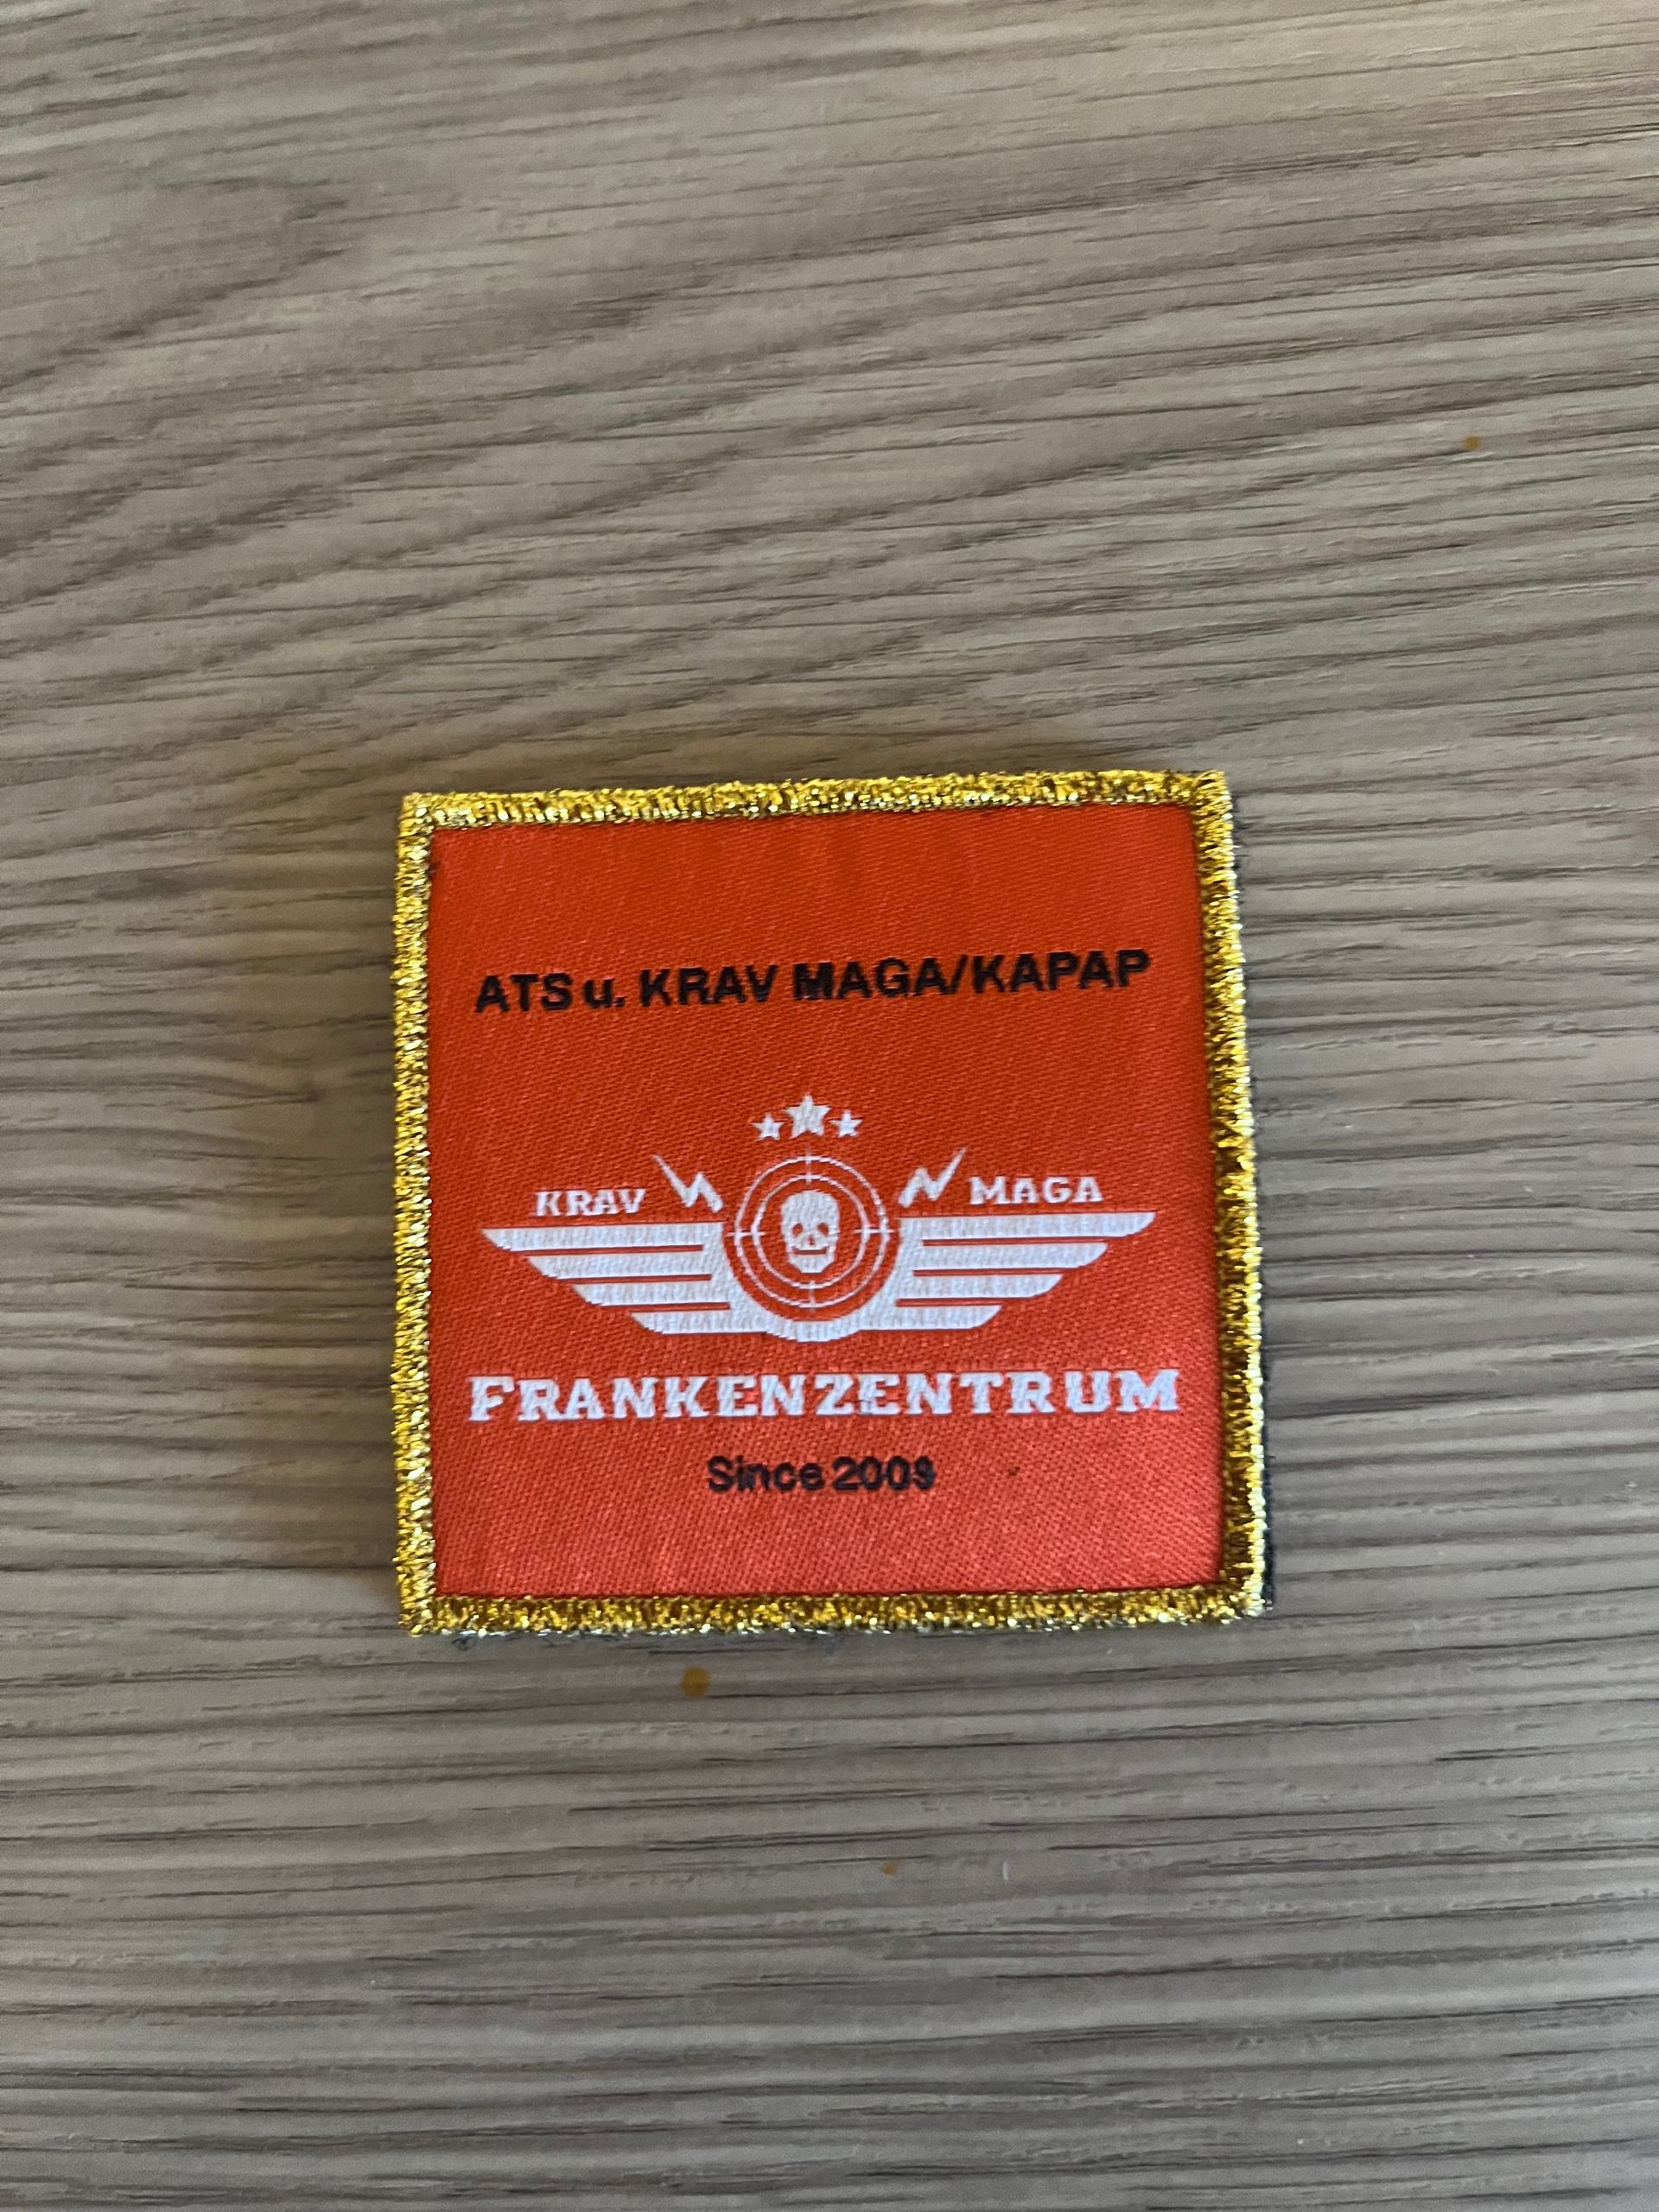 ATS u. KRAV MAGA/KAPAP
KRAV MAGA
FRANKENZENTRUM
Since 2009